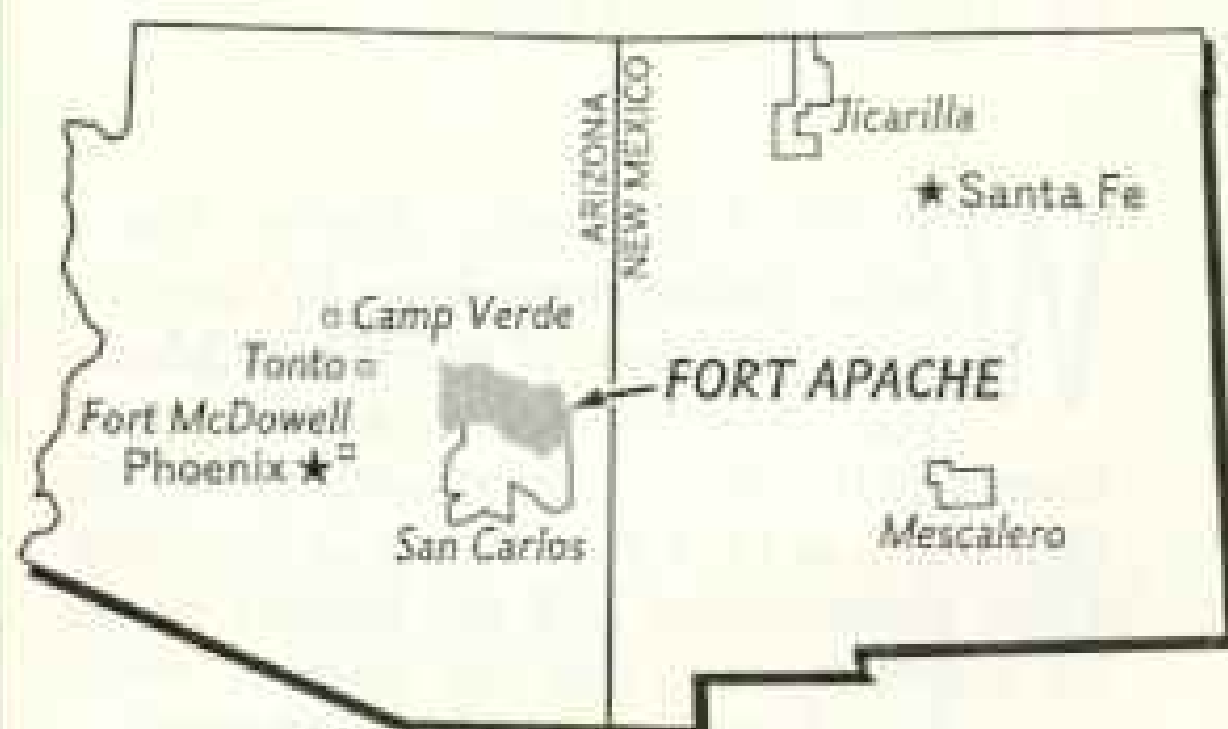 ARIZONA
NEW MEXICO
Jicarilla
Santa Fe
Camp Verde
Tonto
FORT APACHE
Fort McDowell
Phoenix
San Carlos
Mescalero